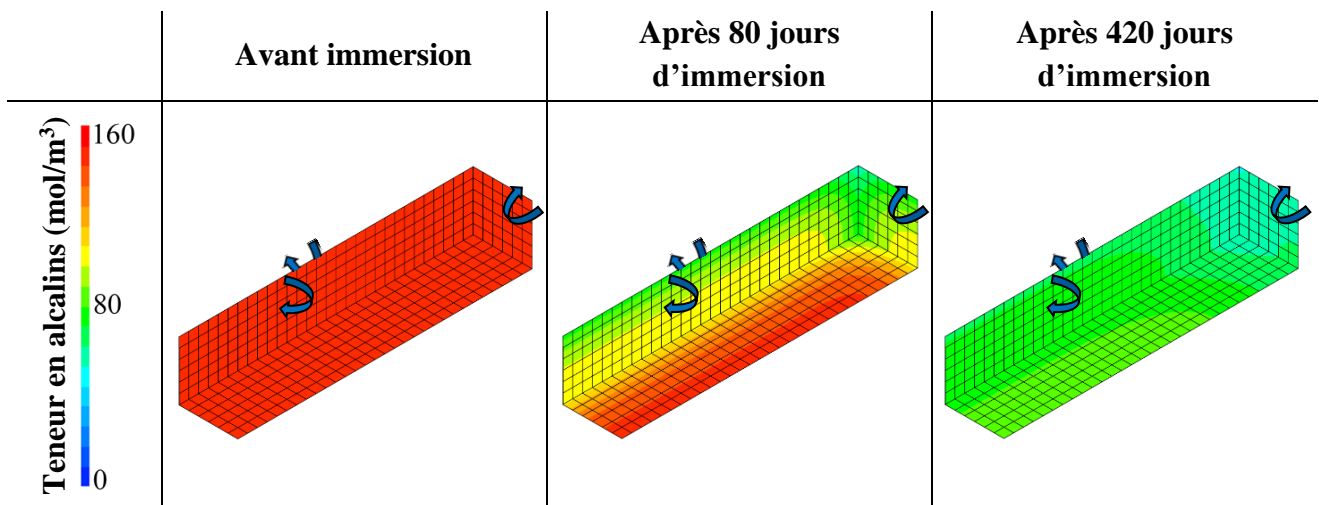 Avant immersion
Après 80 jours
d’immersion
Après 420 jours
d’immersion
Teneur en alcalins (mol/m³)
160
80
0